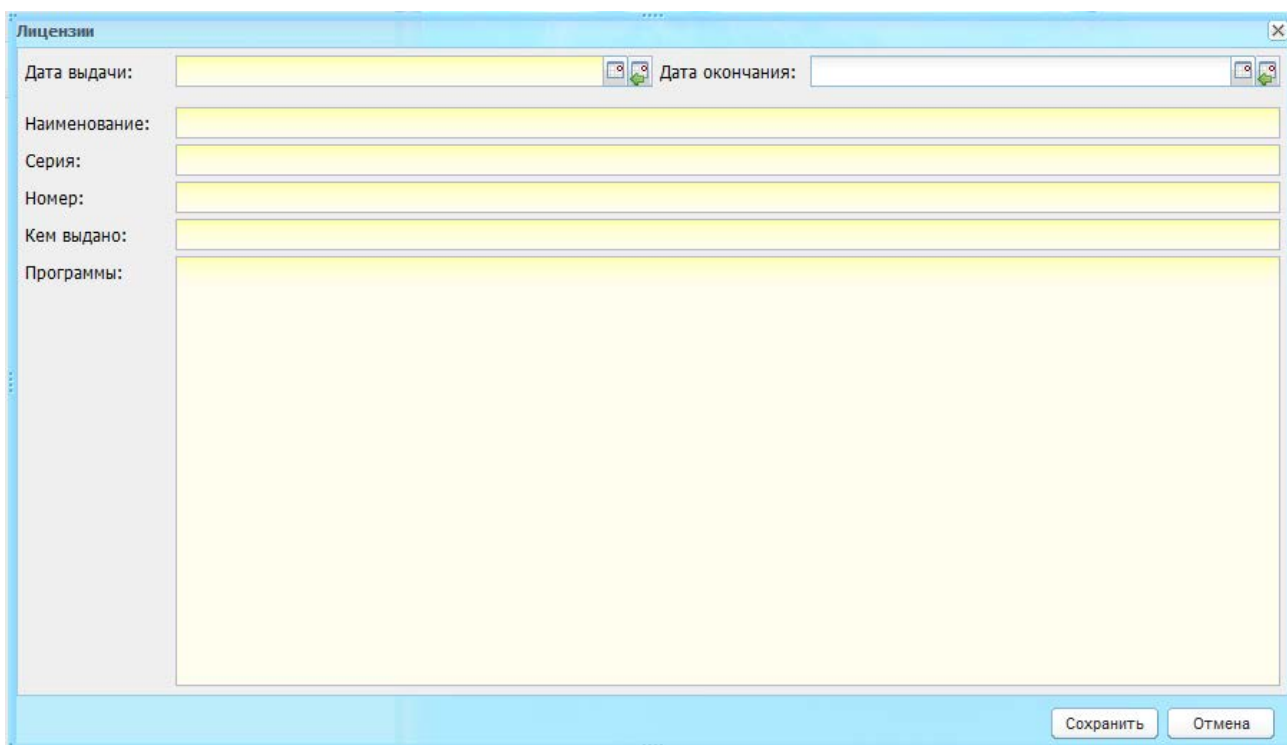 Лицензии
Дата выдачи: Дата окончания:
Наименование:
Серия:
Номер:
Кем выдано:
Программы:
Сохранить Отмена